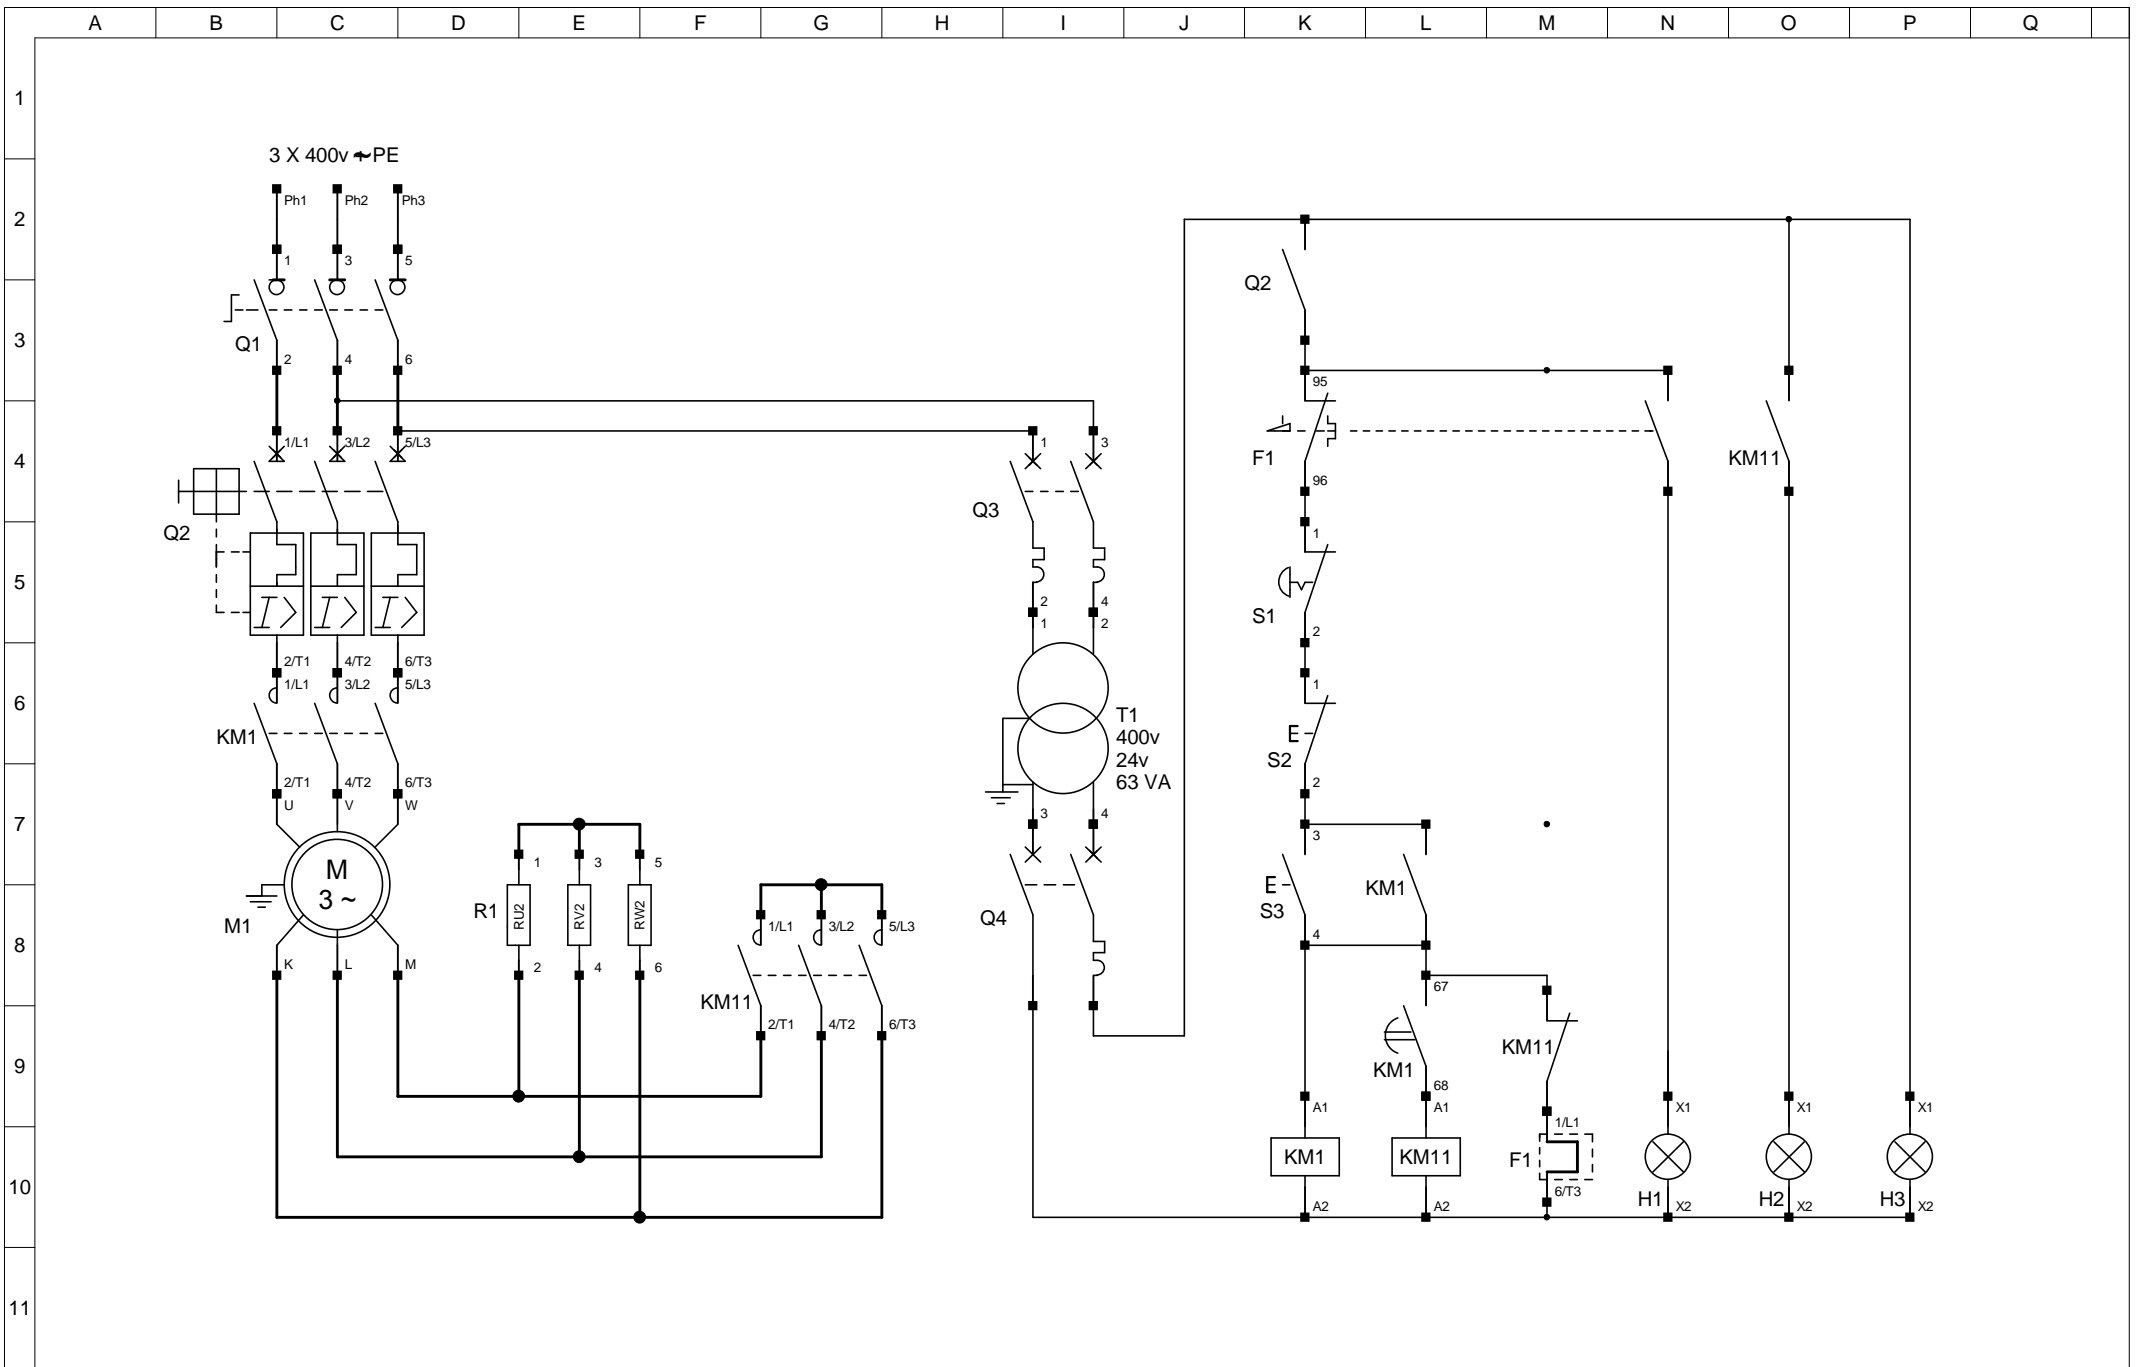 A B C D E F G H I J K L M N O P Q
1
3 X 400v ~+PE
Ph1 Ph2 Ph3
2
1 3 5
Q2
Q1
3
2 4 6
95
1/L1 3/L2 5/L3 1 3
4
F1 KM11
96
Q3
Q2
1
5
2 4
1 2
S1
2
2/T1 4/T2 6/T3
1/L1 3/L2 5/L3
1
6
KM1
T1
400v
24v
63 VA
E
S2
2/T1 4/T2 6/T3
2
U V W
7
3 4
3
1 3 5
M
3 ~
E
KM1
S3
R1 RU2 RV2 RW2
M1
Q4
1/L1 3/L2 5/L3
4
8
K L M
2 4 6
67
KM11
2/T1 4/T2 6/T3
KM11
9
KM1
68
A1 A1 X1 X1 X1
1/L1
KM1 KM11 F1
10
6/T3
H1 H2 H3
A2 A2 X2 X2 X2
11